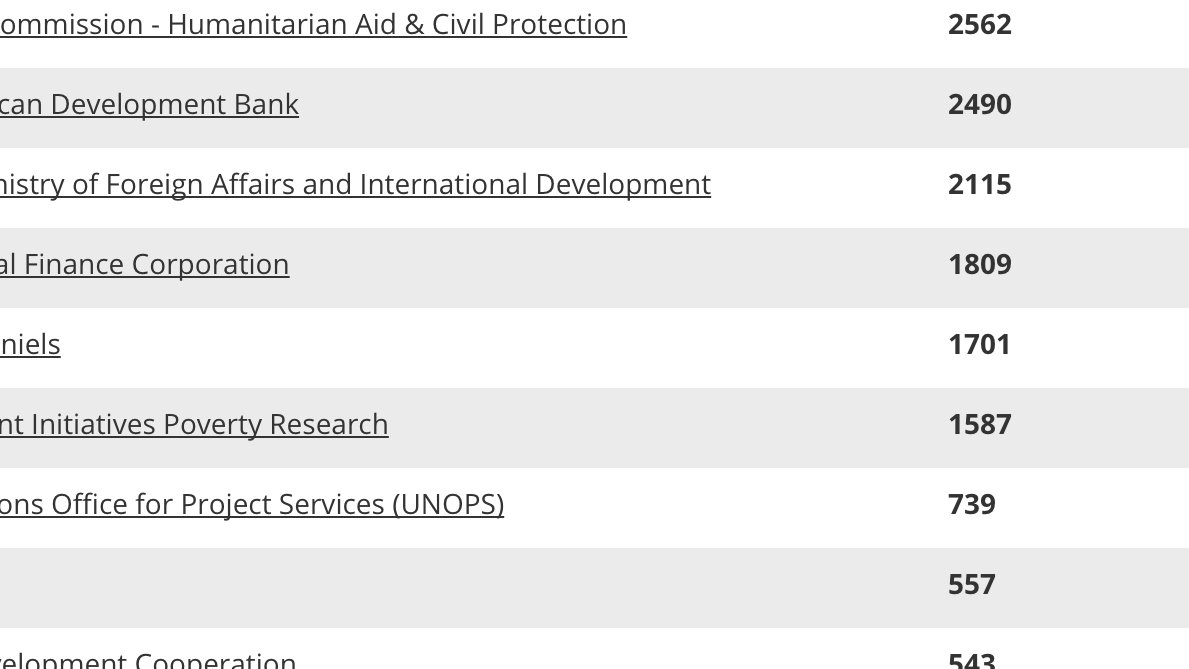 ommission - Humanitarian Aid & Civil Protection 2562
can Development Bank 2490
nistry of Foreign Affairs and International Development 2115
al Finance Corporation 1809
niels 1701
nt Initiatives Poverty Research 1587
ons Office for Project Services (UNOPS) 739
557
velopment Cooperation 543